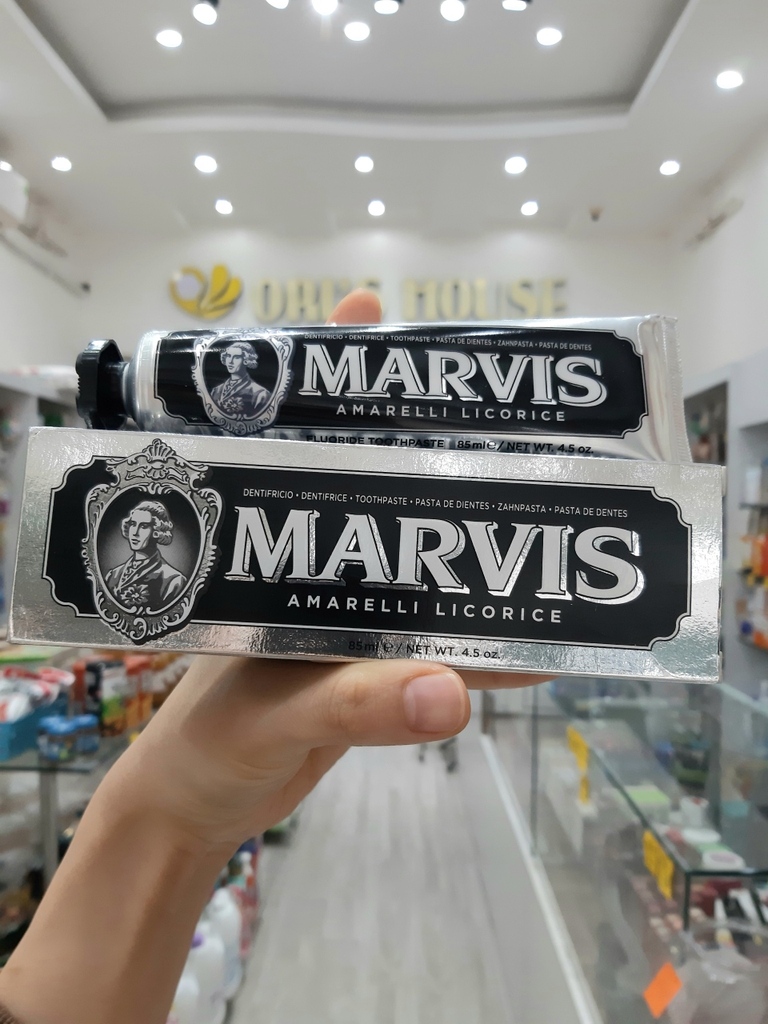 ORI'S HOUSE
DENTIFRICIO • DENTIFRICE • TOOTHPASTE • PASTA DE DIENTES • ZAHNPASTA • PASTA DE DENTES
MARVIS
AMARELLI LICORICE
FLUORIDE TOOTHPASTE 85ml e / NET WT. 4.5 oz.
DENTIFRICIO • DENTIFRICE • TOOTHPASTE • PASTA DE DIENTES • ZAHNPASTA • PASTA DE DENTES
MARVIS
AMARELLI LICORICE
85ml e / NET WT. 4.5 oz.